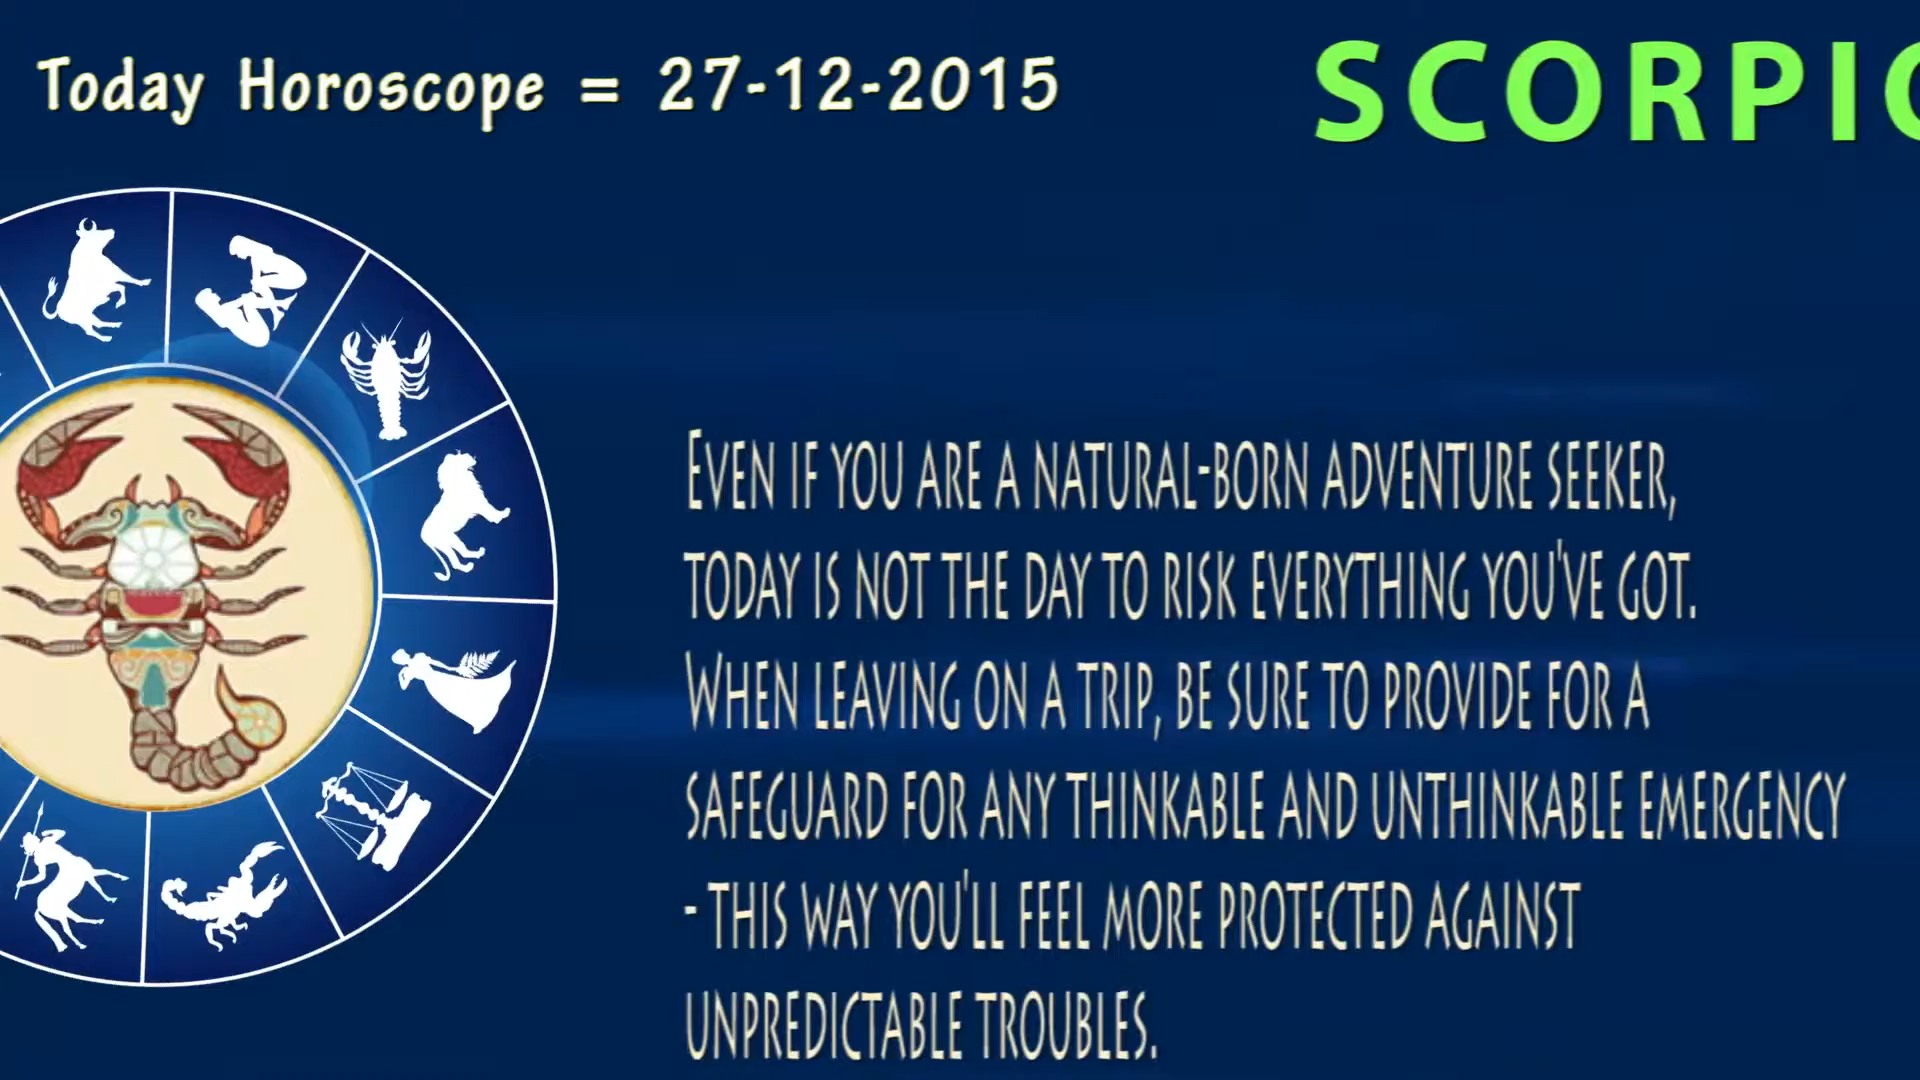 Today Horoscope = 27-12-2015
SCORPIO
Even if you are a natural-born adventure seeker,
today is not the day to risk everything you've got.
When leaving on a trip, be sure to provide for a
safeguard for any thinkable and unthinkable emergency
- this way you'll feel more protected against
unpredictable troubles.